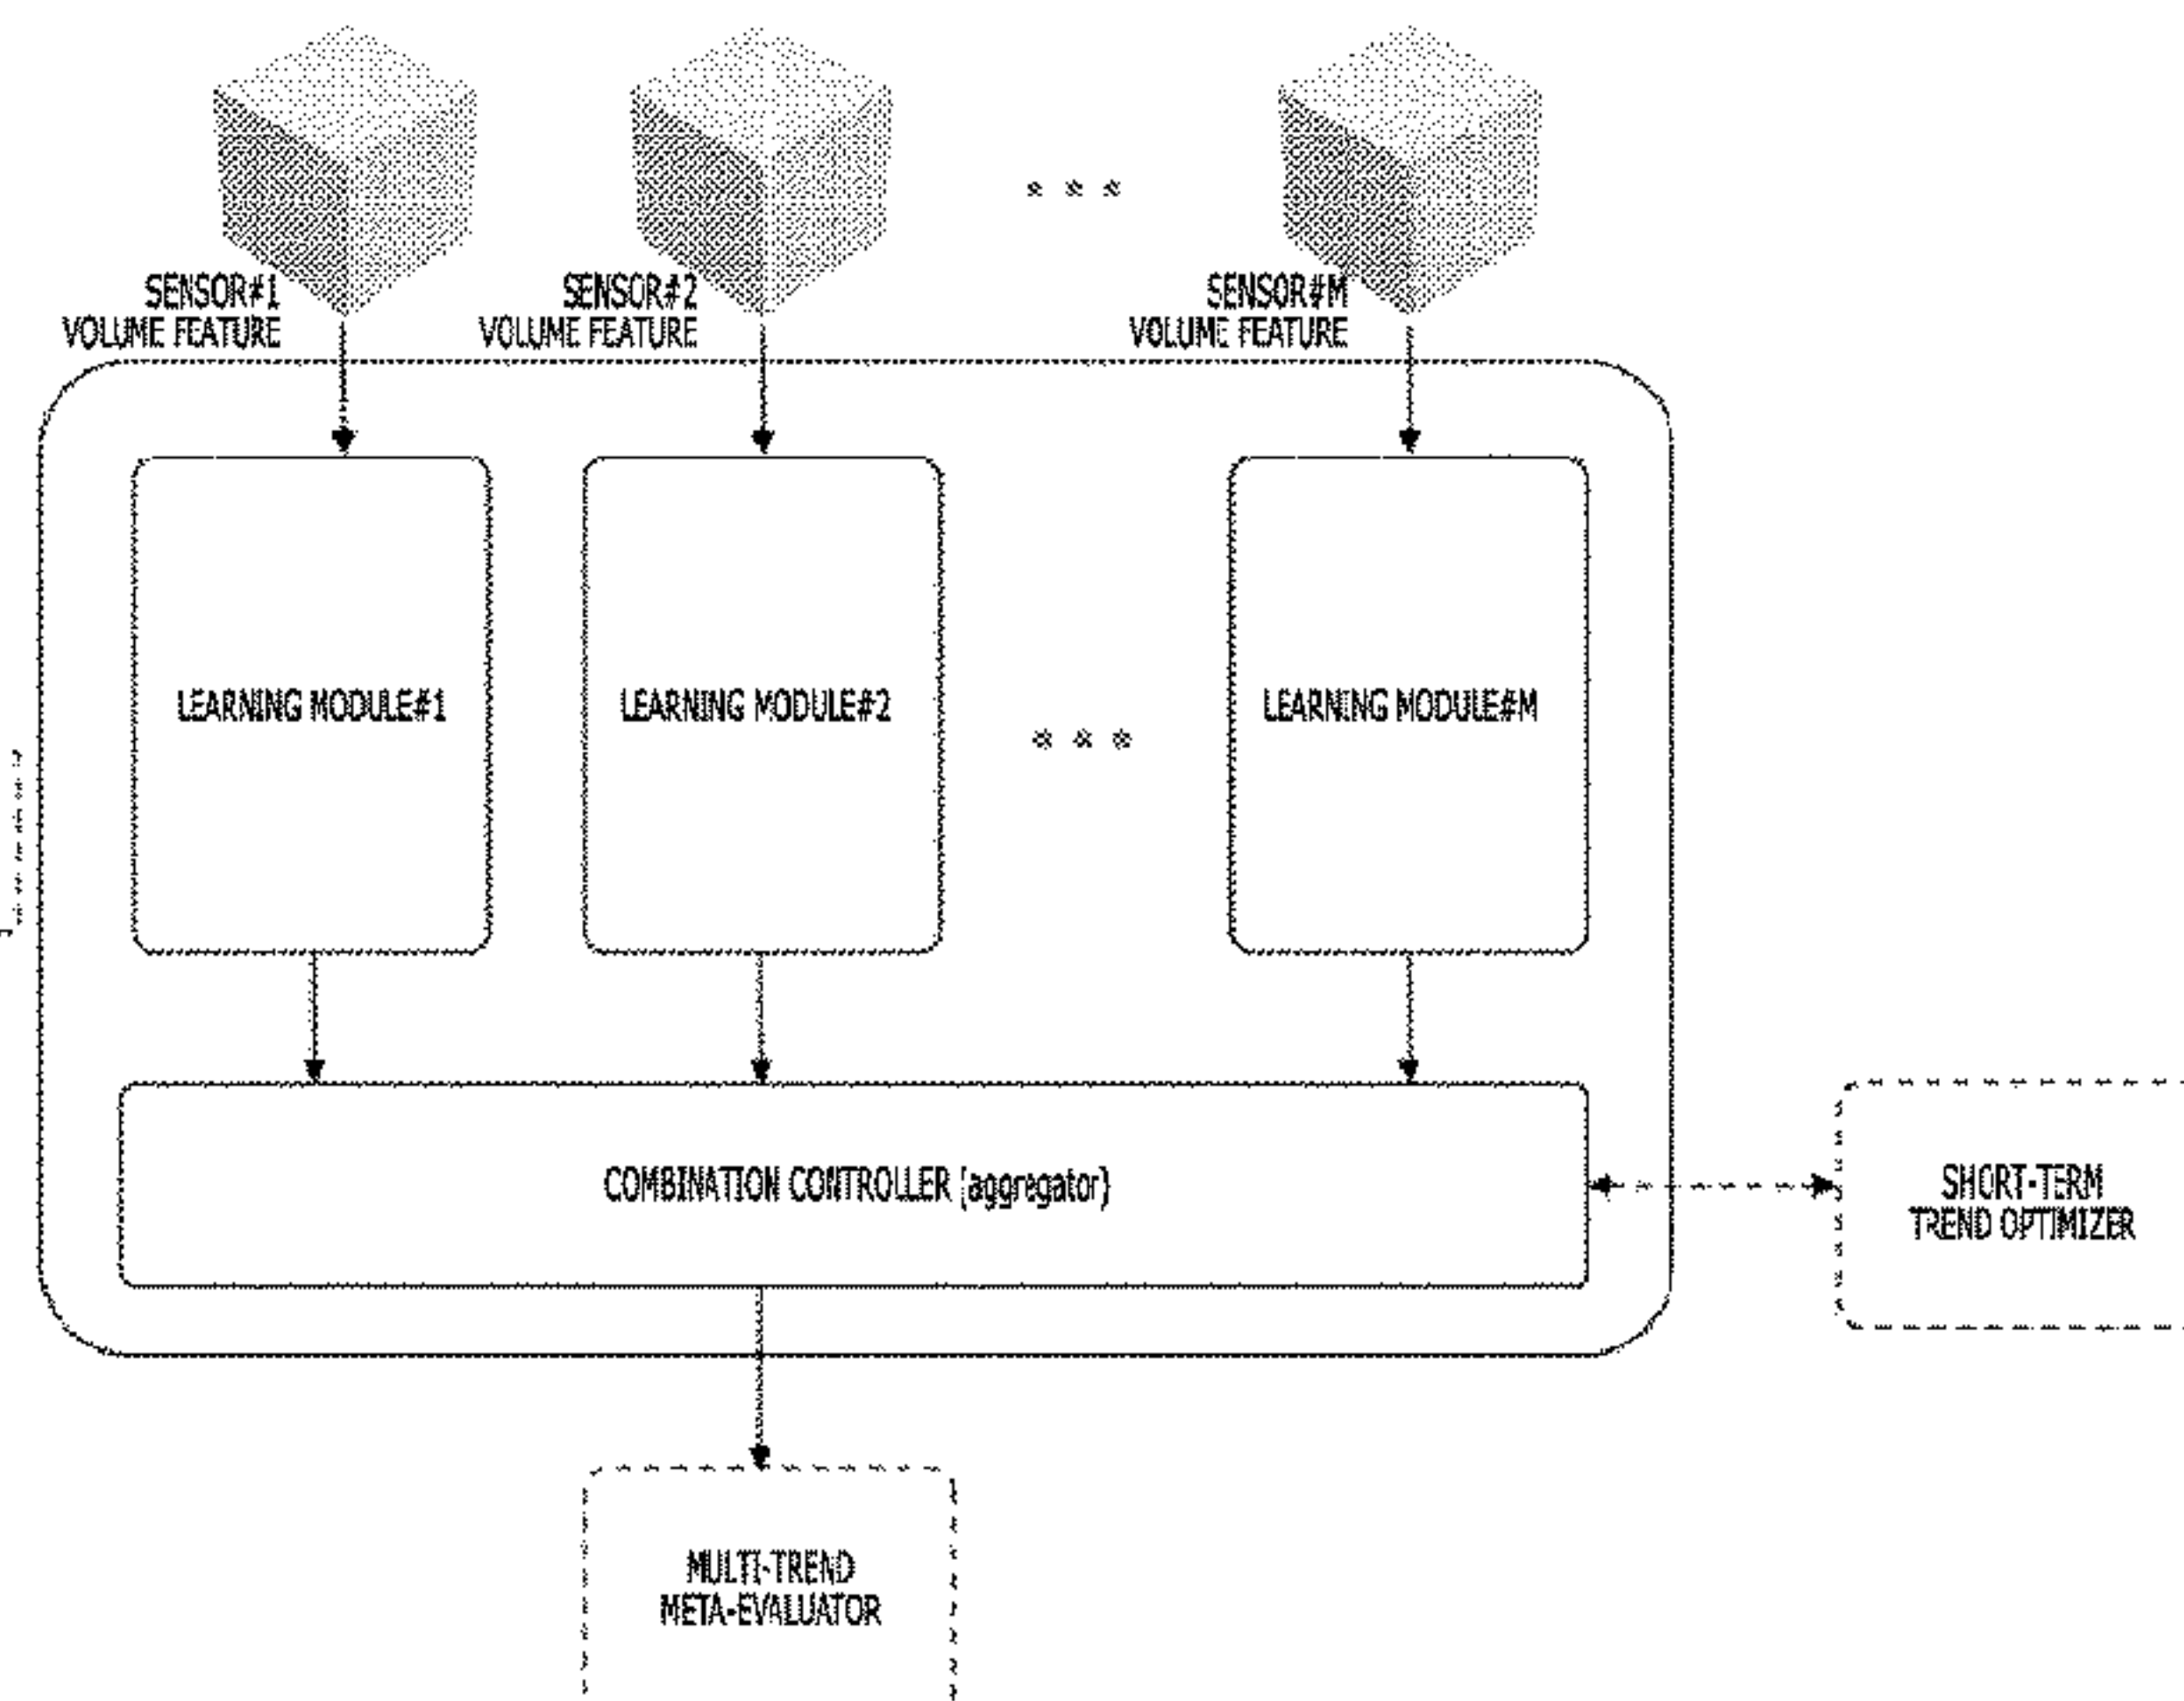 SENSOR#1
VOLUME FEATURE
SENSOR#2
VOLUME FEATURE
SENSOR#M
VOLUME FEATURE
LEARNING MODULE#1
LEARNING MODULE#2
LEARNING MODULE#M
COMBINATION CONTROLLER (aggregator)
SHORT-TERM
TREND OPTIMIZER
MULTI-TREND
META-EVALUATOR